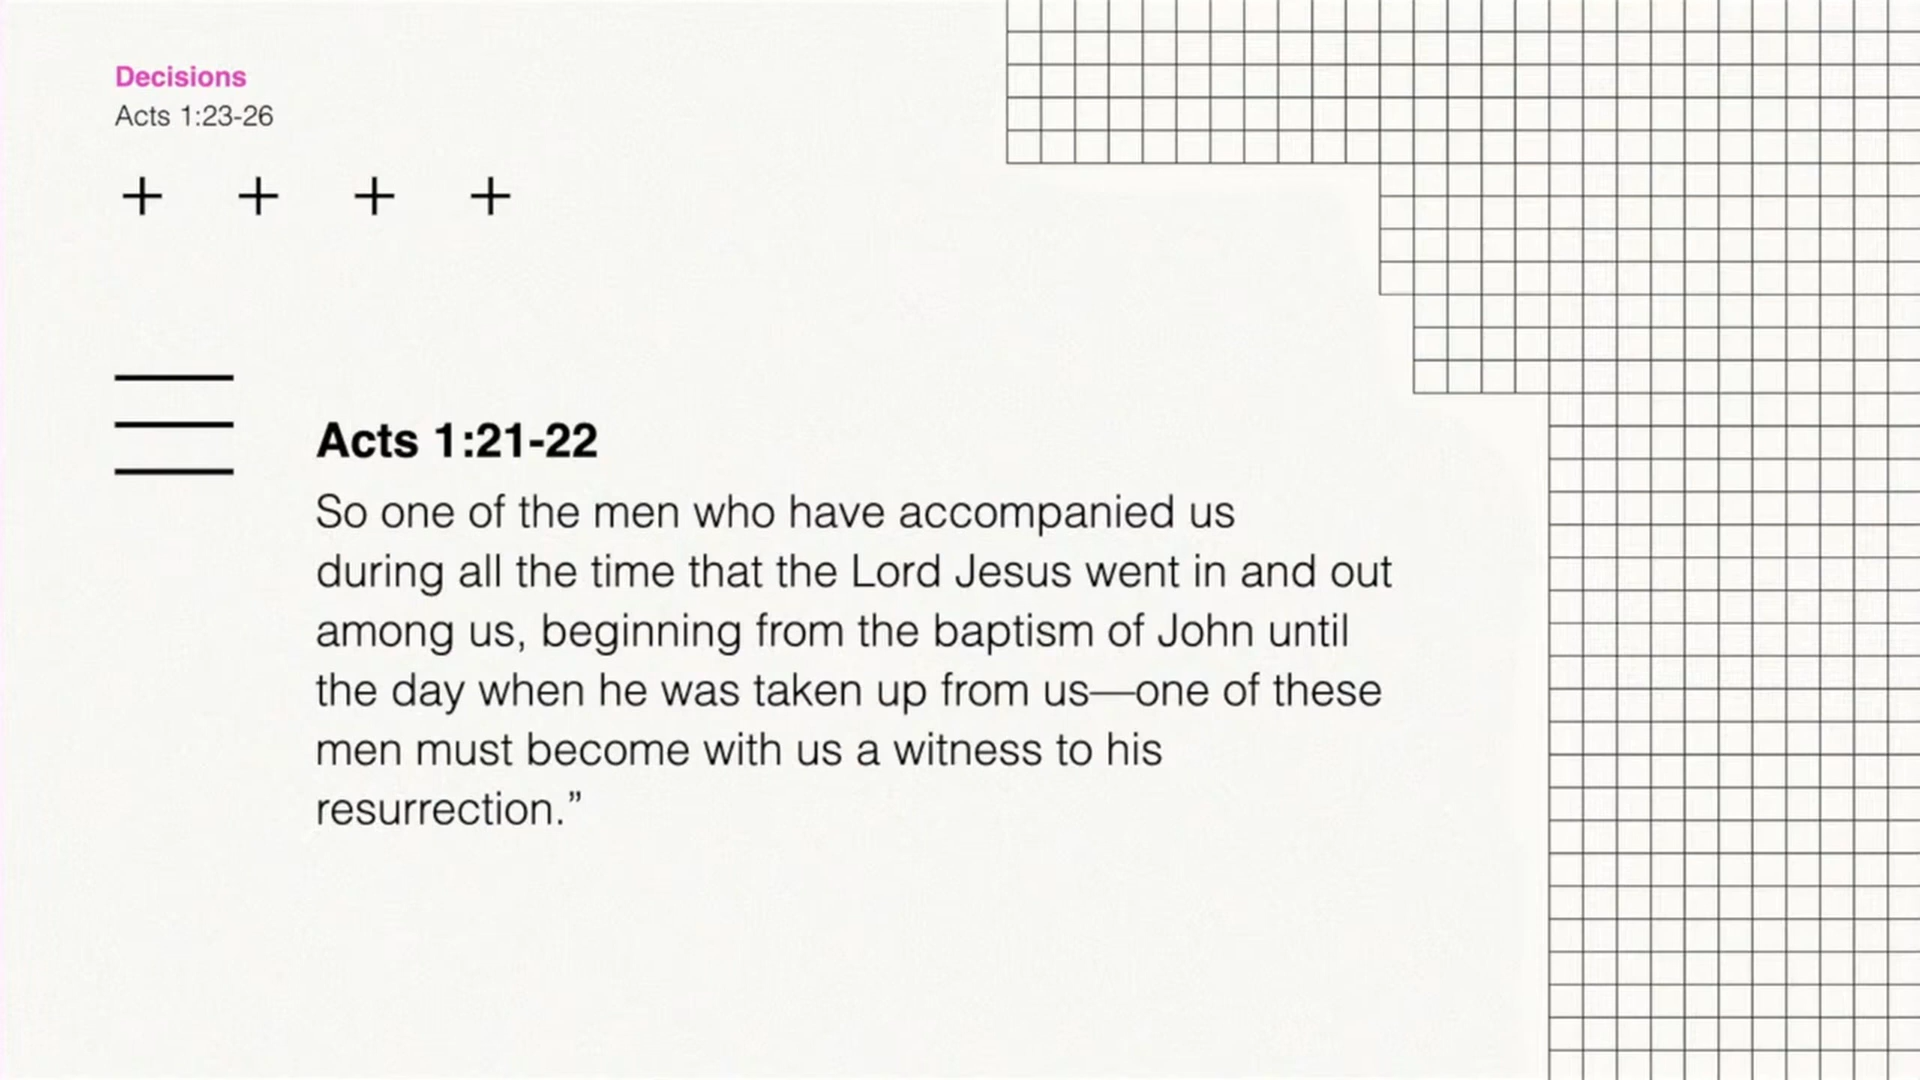 Decisions
Acts 1:23-26
Acts 1:21-22
So one of the men who have accompanied us
during all the time that the Lord Jesus went in and out
among us, beginning from the baptism of John until
the day when he was taken up from us—one of these
men must become with us a witness to his
resurrection.”